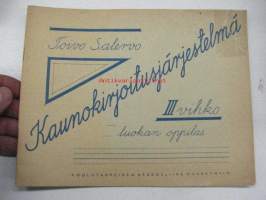 Toivo Salervo
Kaunokirjoitusjärjestelmä
III vihko
luokan oppilas